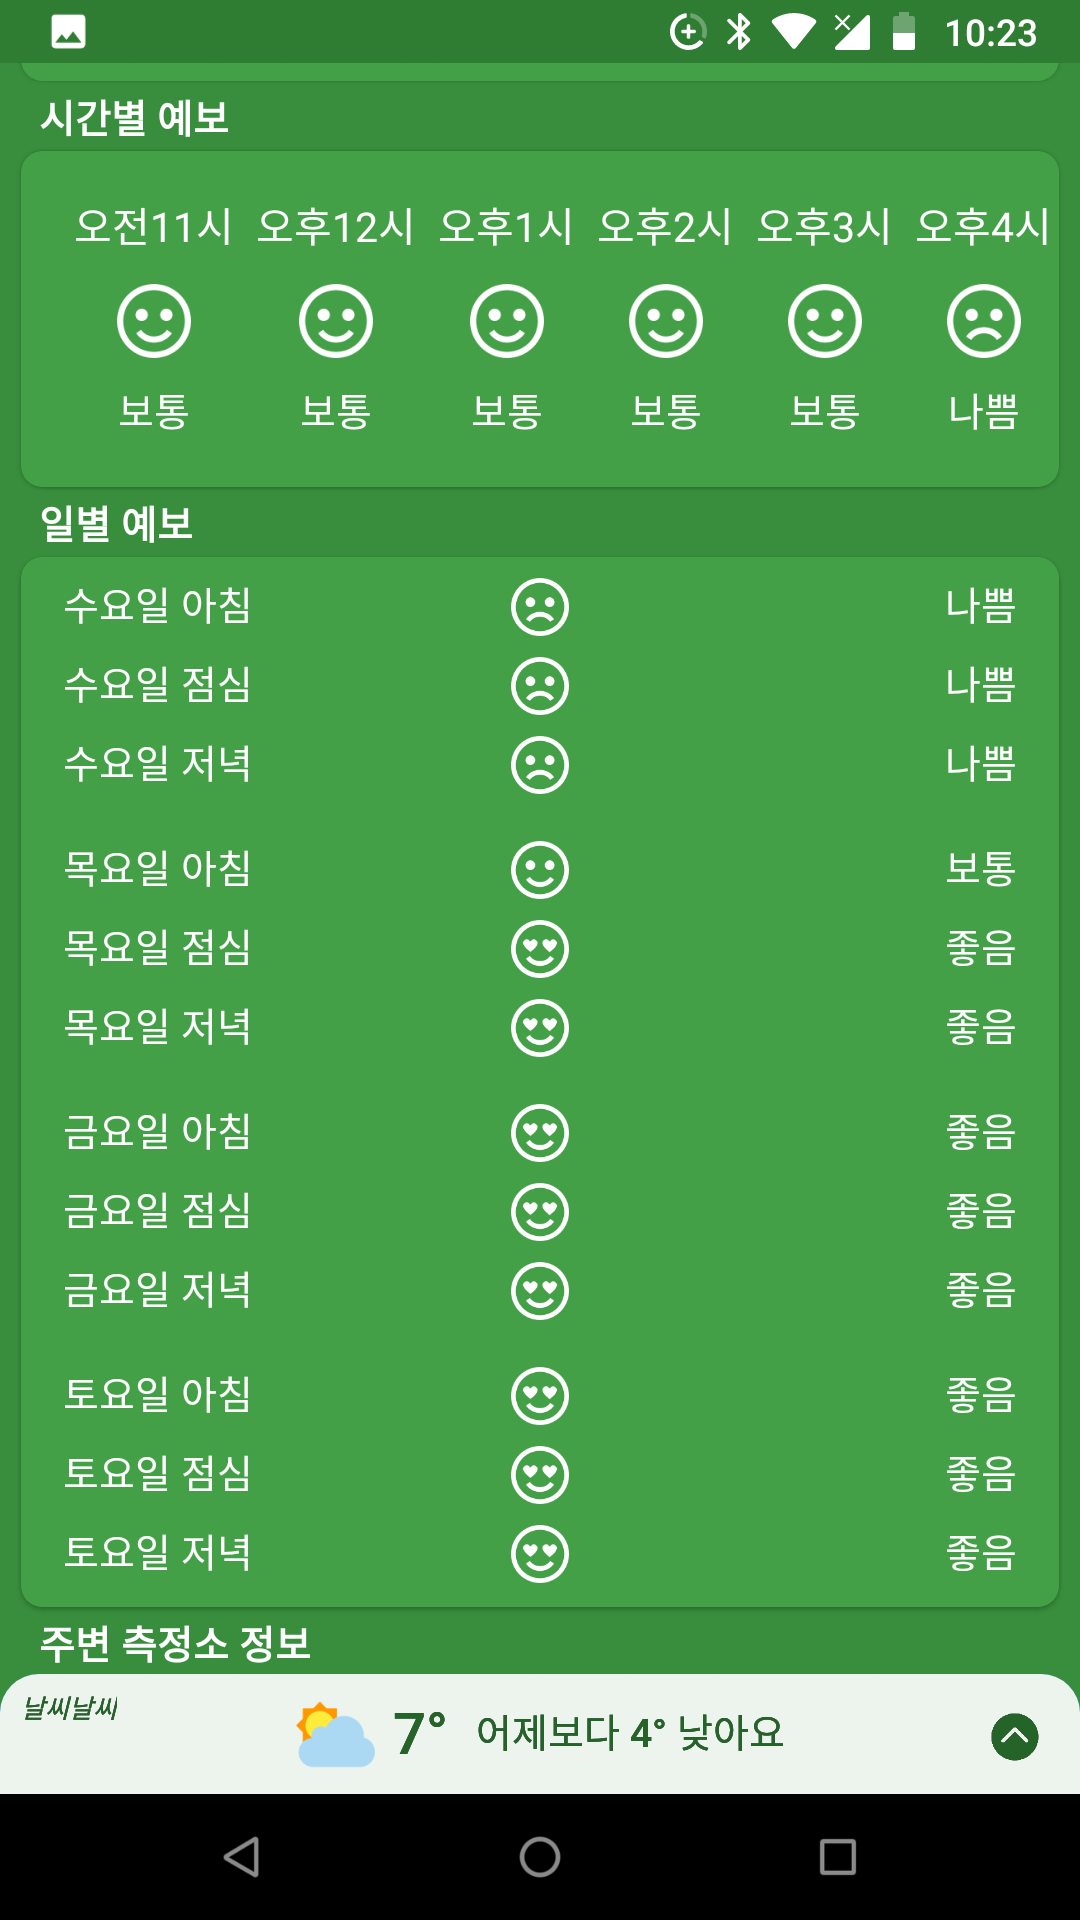 10:23
시간별 예보
오전11시 오후12시 오후1시 오후2시 오후3시 오후4시
보통 보통 보통 보통 보통 나쁨
일별 예보
수요일 아침 나쁨
수요일 점심 나쁨
수요일 저녁 나쁨
목요일 아침 보통
목요일 점심 좋음
목요일 저녁 좋음
금요일 아침 좋음
금요일 점심 좋음
금요일 저녁 좋음
토요일 아침 좋음
토요일 점심 좋음
토요일 저녁 좋음
주변 측정소 정보
날씨날씨
7° 어제보다 4° 낮아요